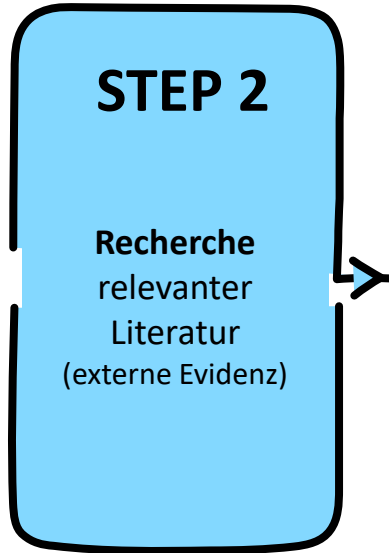 STEP 2
Recherche
relevanter
Literatur
(externe Evidenz)